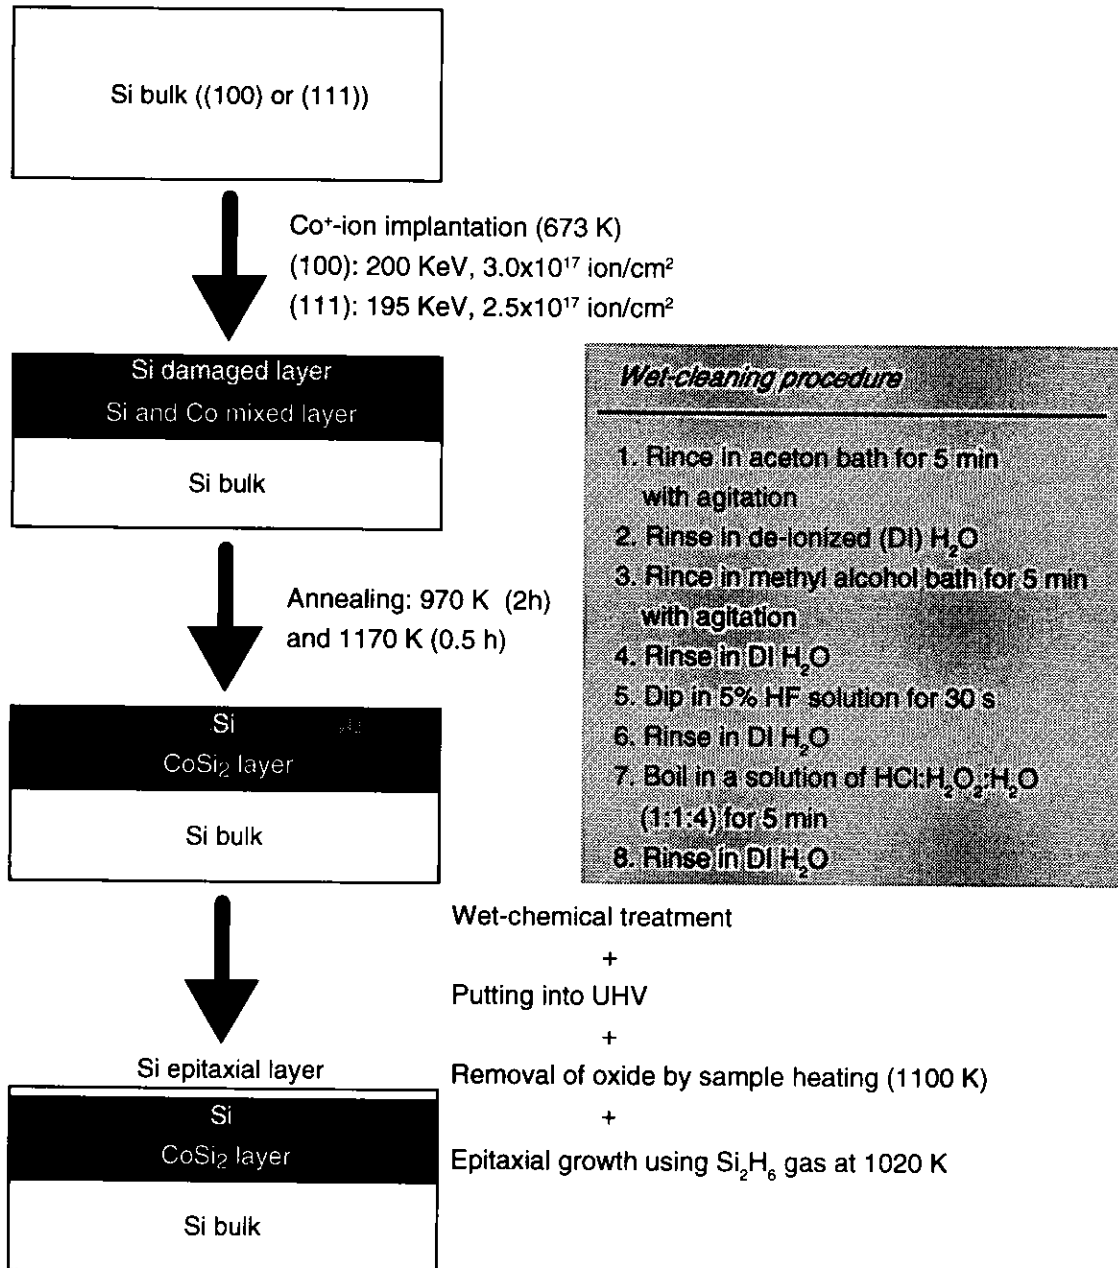 Si bulk ((100) or (111))
Co⁺-ion implantation (673 K)
(100): 200 KeV, 3.0x10¹⁷ ion/cm²
(111): 195 KeV, 2.5x10¹⁷ ion/cm²
Si damaged layer
Si and Co mixed layer
Si bulk
Wet-cleaning procedure
1. Rince in aceton bath for 5 min
with agitation
2. Rinse in de-ionized (DI) H₂O
3. Rince in methyl alcohol bath for 5 min
with agitation
4. Rinse in DI H₂O
5. Dip in 5% HF solution for 30 s
6. Rinse in DI H₂O
7. Boil in a solution of HCl:H₂O₂:H₂O
(1:1:4) for 5 min
8. Rinse in DI H₂O
Annealing: 970 K (2h)
and 1170 K (0.5 h)
Si
CoSi₂ layer
Si bulk
Wet-chemical treatment
+
Putting into UHV
+
Removal of oxide by sample heating (1100 K)
+
Epitaxial growth using Si₂H₆ gas at 1020 K
Si epitaxial layer
Si
CoSi₂ layer
Si bulk